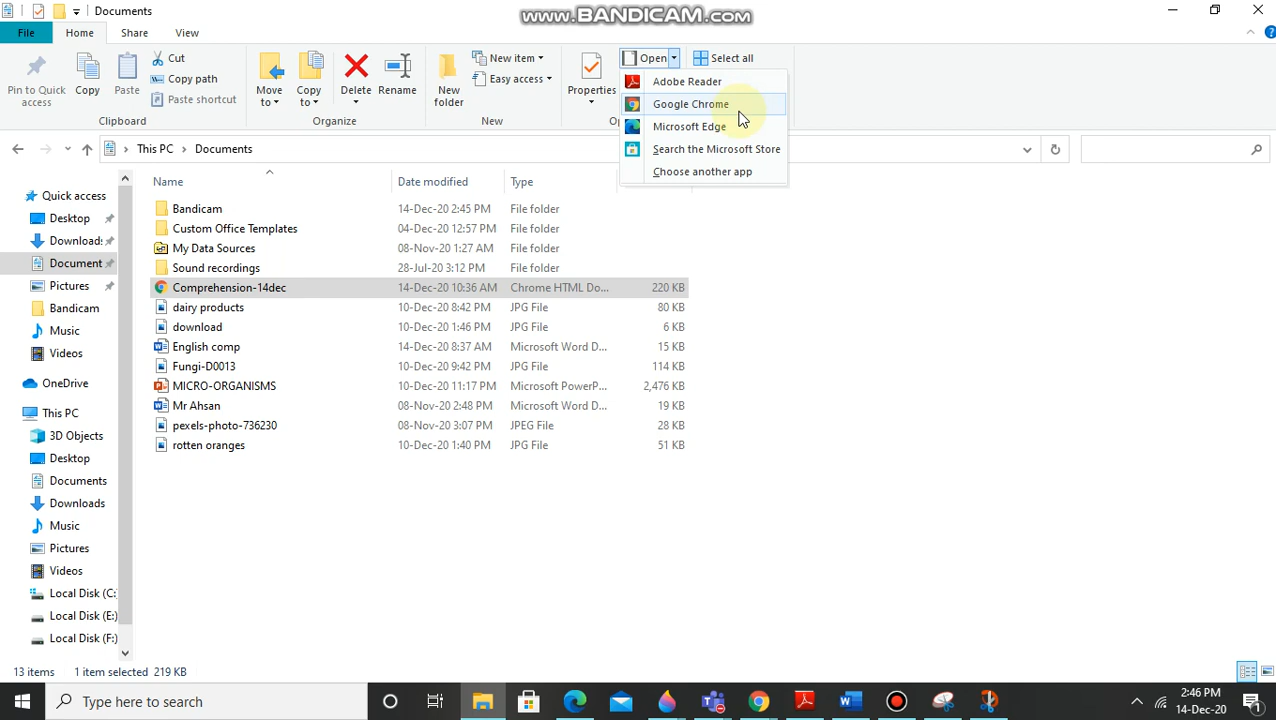 Documents
www.BANDICAM.com
File Home Share View
Pin to Quick access
Copy
Paste
Cut
Copy path
Paste shortcut
Clipboard
Move to
Copy to
Delete
Rename
Organize
New folder
New item
Easy access
New
Properties
Open
Select all
Adobe Reader
Google Chrome
Microsoft Edge
Search the Microsoft Store
Choose another app
This PC Documents
Name Date modified Type
Bandicam 14-Dec-20 2:45 PM File folder
Custom Office Templates 04-Dec-20 12:57 PM File folder
My Data Sources 08-Nov-20 1:27 AM File folder
Sound recordings 28-Jul-20 3:12 PM File folder
Comprehension-14dec 14-Dec-20 10:36 AM Chrome HTML Do... 220 KB
dairy products 10-Dec-20 8:42 PM JPG File 80 KB
download 10-Dec-20 1:46 PM JPG File 6 KB
English comp 14-Dec-20 8:37 AM Microsoft Word D... 15 KB
Fungi-D0013 10-Dec-20 9:42 PM JPG File 114 KB
MICRO-ORGANISMS 10-Dec-20 11:17 PM Microsoft PowerP... 2,476 KB
Mr Ahsan 08-Nov-20 2:48 PM Microsoft Word D... 19 KB
pexels-photo-736230 08-Nov-20 3:07 PM JPEG File 28 KB
rotten oranges 10-Dec-20 1:40 PM JPG File 51 KB
Quick access
Desktop
Download:
Document
Pictures
Bandicam
Music
Videos
OneDrive
This PC
3D Objects
Desktop
Documents
Downloads
Music
Pictures
Videos
Local Disk (C:
Local Disk (E:)
Local Disk (F:)
13 items 1 item selected 219 KB
Type here to search
2:46 PM
14-Dec-20